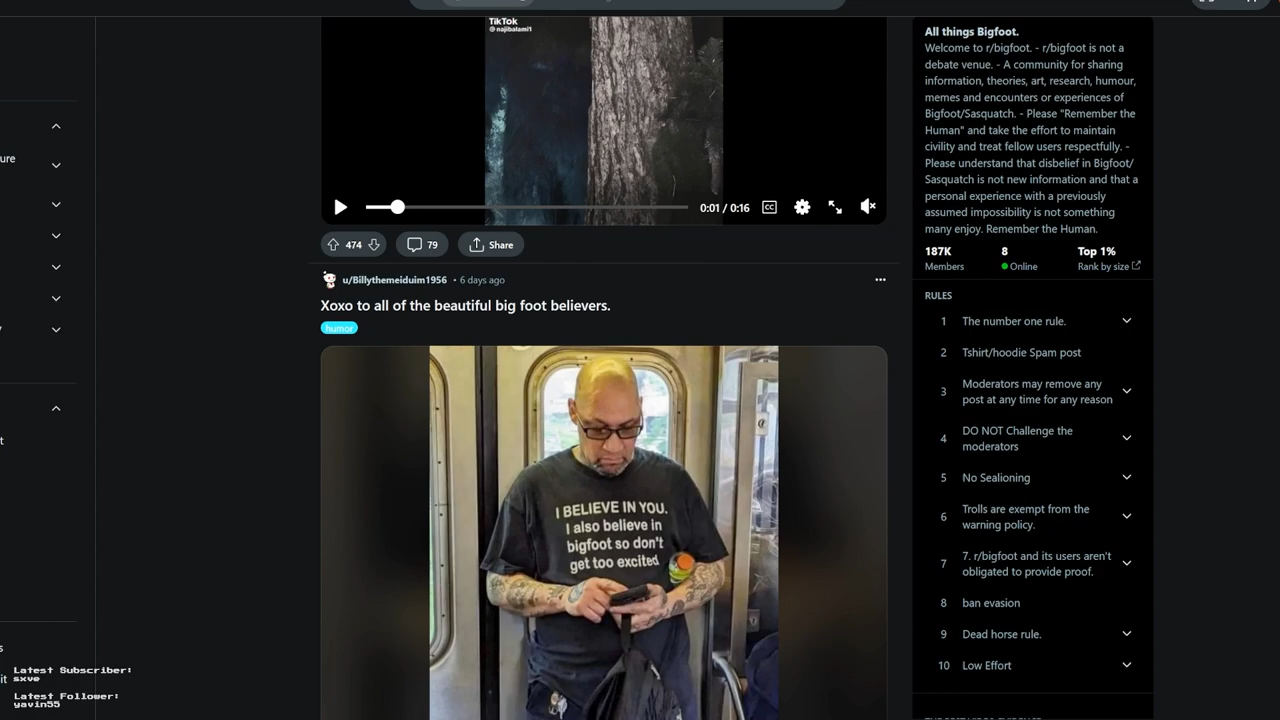 TikTok
@najibalami1
0:01 / 0:16
CC
474
79
Share
u/Billythemeiduim1956 • 6 days ago
Xoxo to all of the beautiful big foot believers.
humor
I BELIEVE IN YOU.
I also believe in
bigfoot so don't
get too excited
ure
Latest Subscriber:
sxve
Latest Follower:
yavin55
All things Bigfoot.
Welcome to r/bigfoot. - r/bigfoot is not a
debate venue. - A community for sharing
information, theories, art, research, humour,
memes and encounters or experiences of
Bigfoot/Sasquatch. - Please "Remember the
Human" and take the effort to maintain
civility and treat fellow users respectfully. -
Please understand that disbelief in Bigfoot/
Sasquatch is not new information and that a
personal experience with a previously
assumed impossibility is not something
many enjoy. Remember the Human.
187K 8 Top 1%
Members Online Rank by size
RULES
1 The number one rule.
2 Tshirt/hoodie Spam post
3 Moderators may remove any
post at any time for any reason
4 DO NOT Challenge the
moderators
5 No Sealioning
6 Trolls are exempt from the
warning policy.
7 7. r/bigfoot and its users aren't
obligated to provide proof.
8 ban evasion
9 Dead horse rule.
10 Low Effort